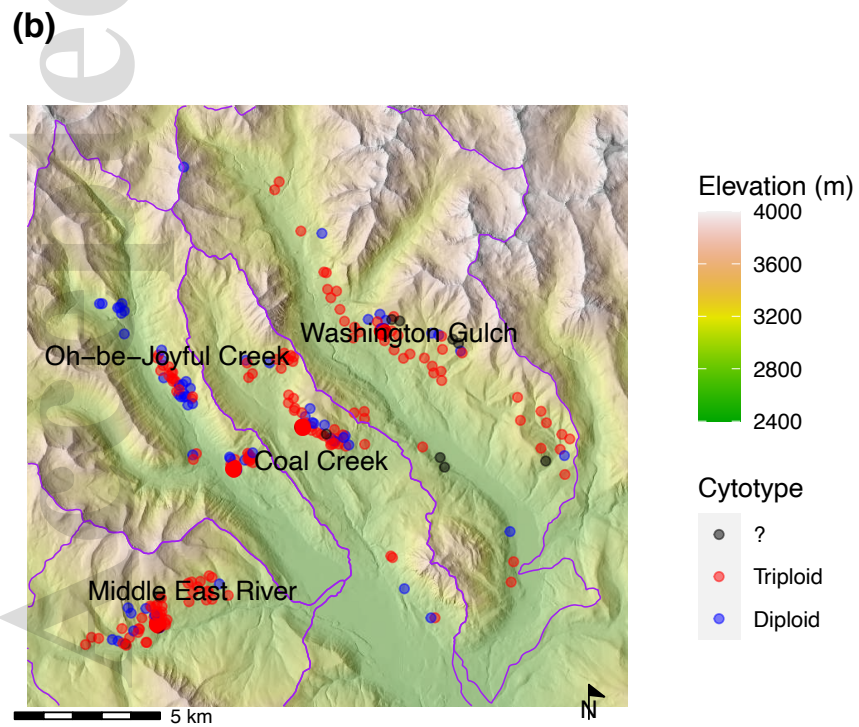 (b)
Washington Gulch
Oh−be−Joyful Creek
Coal Creek
Middle East River
N
5 km
Elevation (m)
4000
3600
3200
2800
2400
Cytotype
?
Triploid
Diploid